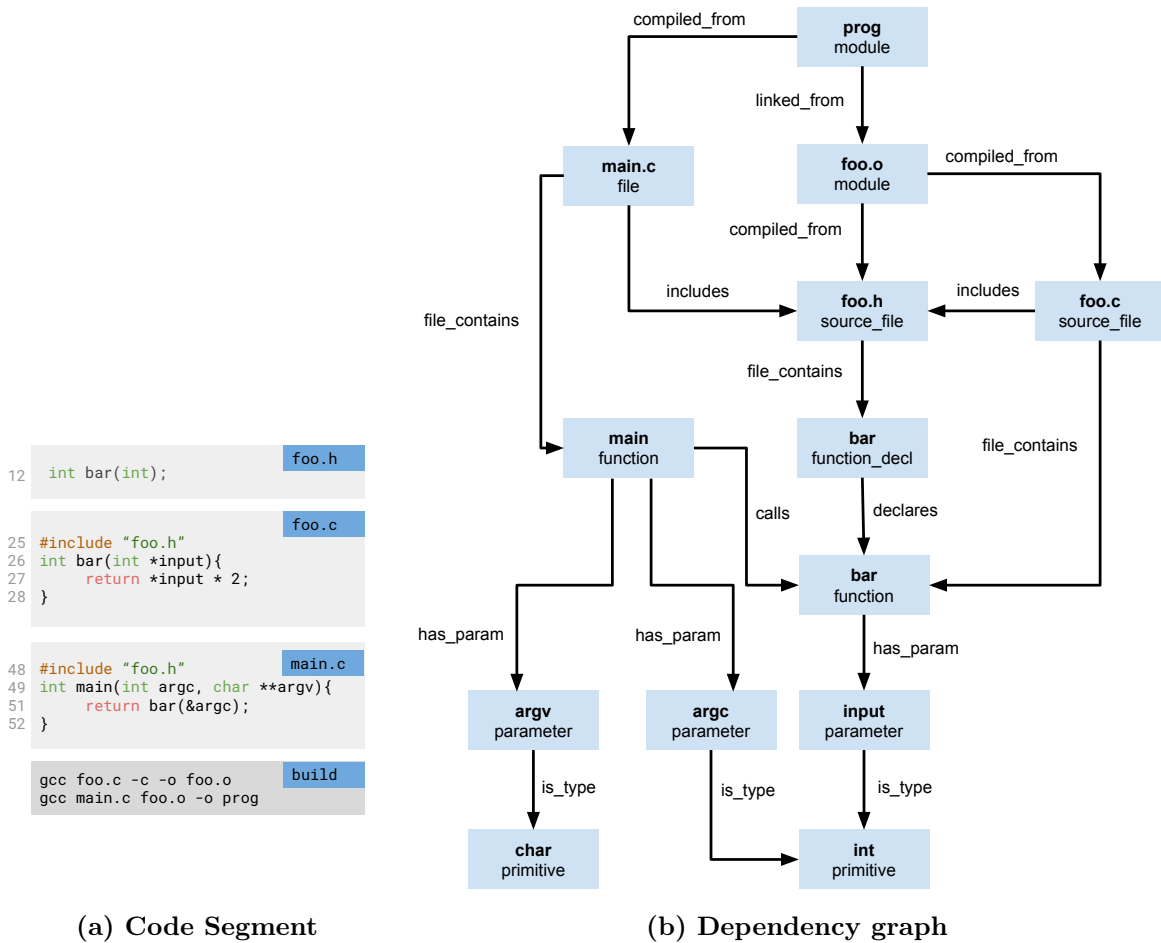 foo.h
12 int bar(int);
foo.c
25 #include “foo.h”
26 int bar(int *input){
27 return *input * 2;
28 }
main.c
48 #include “foo.h”
49 int main(int argc, char **argv){
51 return bar(&argc);
52 }
build
gcc foo.c -c -o foo.o
gcc main.c foo.o -o prog
(a) Code Segment
compiled_from
prog
module
linked_from
main.c
file
foo.o
module
compiled_from
compiled_from
includes
foo.h
source_file
includes
foo.c
source_file
file_contains
file_contains
main
function
bar
function_decl
file_contains
calls
declares
bar
function
has_param
has_param
has_param
argv
parameter
argc
parameter
input
parameter
is_type
is_type
is_type
char
primitive
int
primitive
(b) Dependency graph